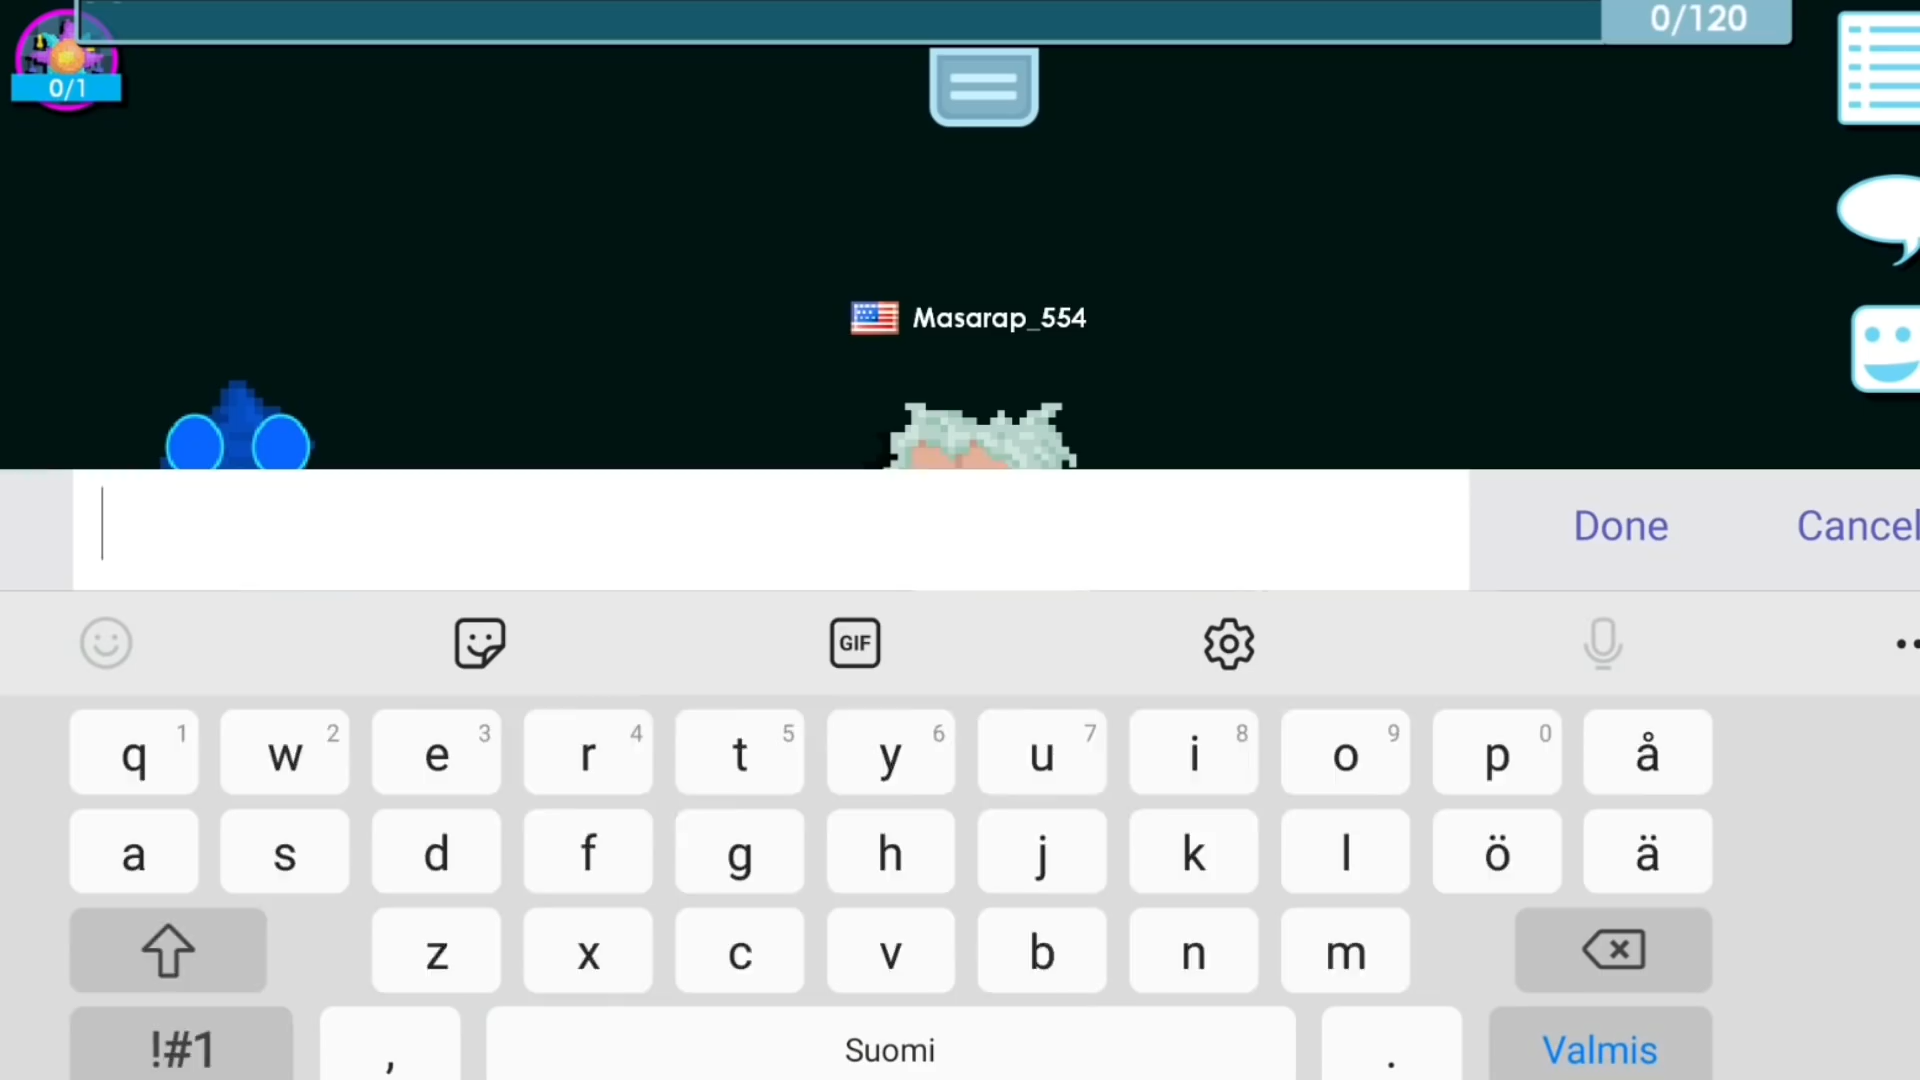 0/120
0/1
Masarap_554
Done Cancel
GIF
q 1 w 2 e 3 r 4 t 5 y 6 u 7 i 8 o 9 p 0 å
a s d f g h j k l ö ä
z x c v b n m
!#1 , Suomi . Valmis